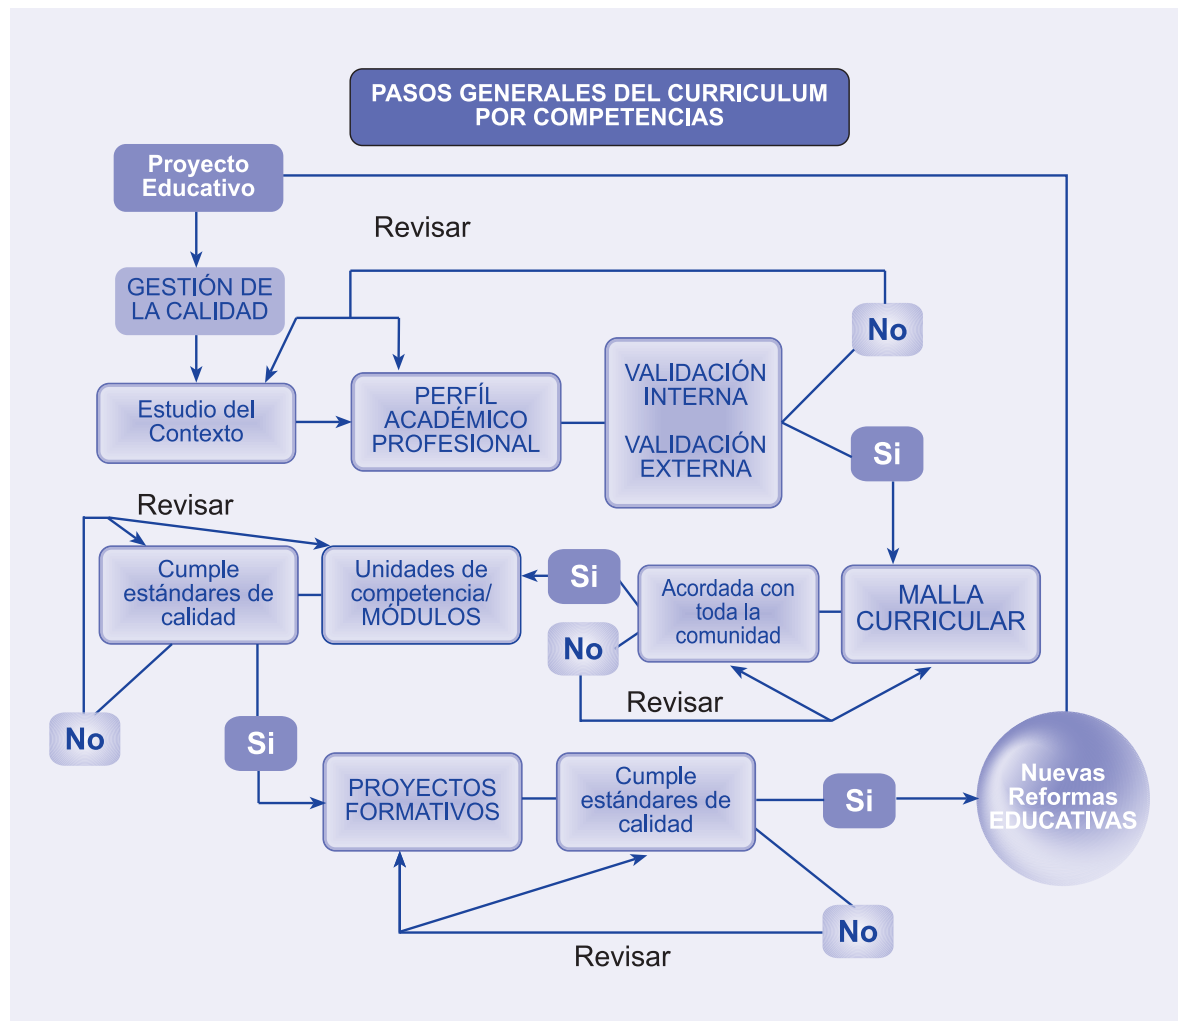 PASOS GENERALES DEL CURRICULUM
POR COMPETENCIAS
Proyecto
Educativo
Revisar
GESTIÓN DE
LA CALIDAD
No
Estudio del
Contexto
PERFÍL
ACADÉMICO
PROFESIONAL
VALIDACIÓN
INTERNA
VALIDACIÓN
EXTERNA
Si
Revisar
Cumple
estándares de
calidad
Unidades de
competencia/
MÓDULOS
Si
No
Acordada con
toda la
comunidad
MALLA
CURRICULAR
Revisar
No
Si
PROYECTOS
FORMATIVOS
Cumple
estándares de
calidad
Si
Nuevas
Reformas
EDUCATIVAS
No
Revisar